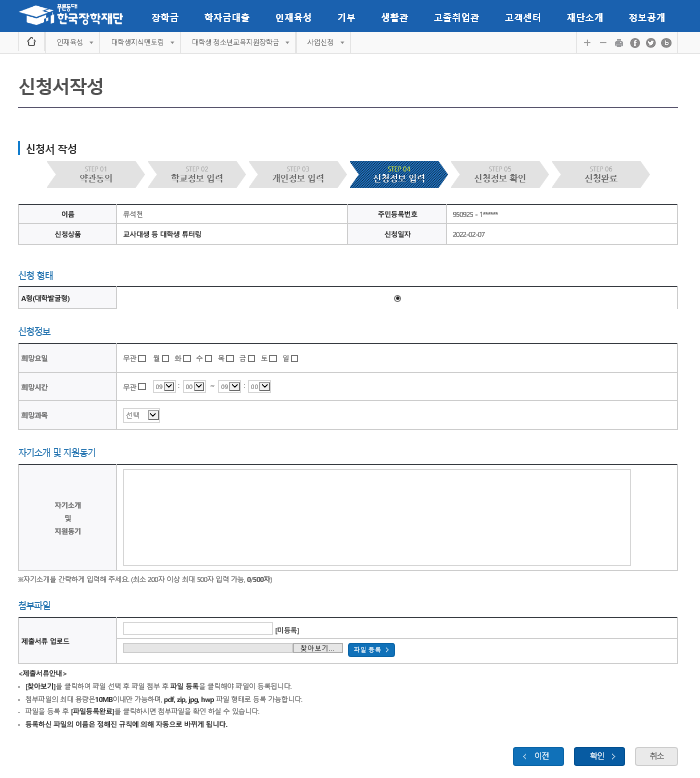 푸른등대 한국장학재단 장학금 학자금대출 인재육성 기부 생활관 고졸취업관 고객센터 재단소개 정보공개
인재육성 대학생지식멘토링 대학생 청소년교육지원장학금 사업신청
신청서작성
신청서 작성
STEP 01 STEP 02 STEP 03 STEP 04 STEP 05 STEP 06
약관동의 학교정보 입력 개인정보 입력 신청정보 입력 신청정보 확인 신청완료
이름 류석현 주민등록번호 950925 - 1******
신청상품 교사대생 등 대학생 튜터링 신청일자 2022-02-07
신청 형태
A형(대학발굴형)
신청정보
희망요일 무관 월 화 수 목 금 토 일
희망시간 무관 09 : 00 ~ 09 : 00
희망과목 선택
자기소개 및 지원동기
자기소개
및
지원동기
※자기소개를 간략하게 입력해 주세요. (최소 200자 이상 최대 500자 입력 가능, 0/500자)
첨부파일
제출서류 업로드 [미등록]
찾아보기... 파일 등록
<제출서류안내>
- [찾아보기]를 클릭하며 파일 선택 후 파일 첨부 후 파일 등록을 클릭해야 파일이 등록됩니다.
- 첨부파일의 최대 용량은10MB이내만 가능하며, pdf, zip, jpg, hwp 파일 형태로 등록 가능합니다.
- 파일을 등록 후 [파일등록완료]를 클릭하시면 첨부파일을 확인 하실 수 있습니다.
- 등록하신 파일의 이름은 정해진 규칙에 의해 자동으로 바뀌게 됩니다.
이전 확인 취소